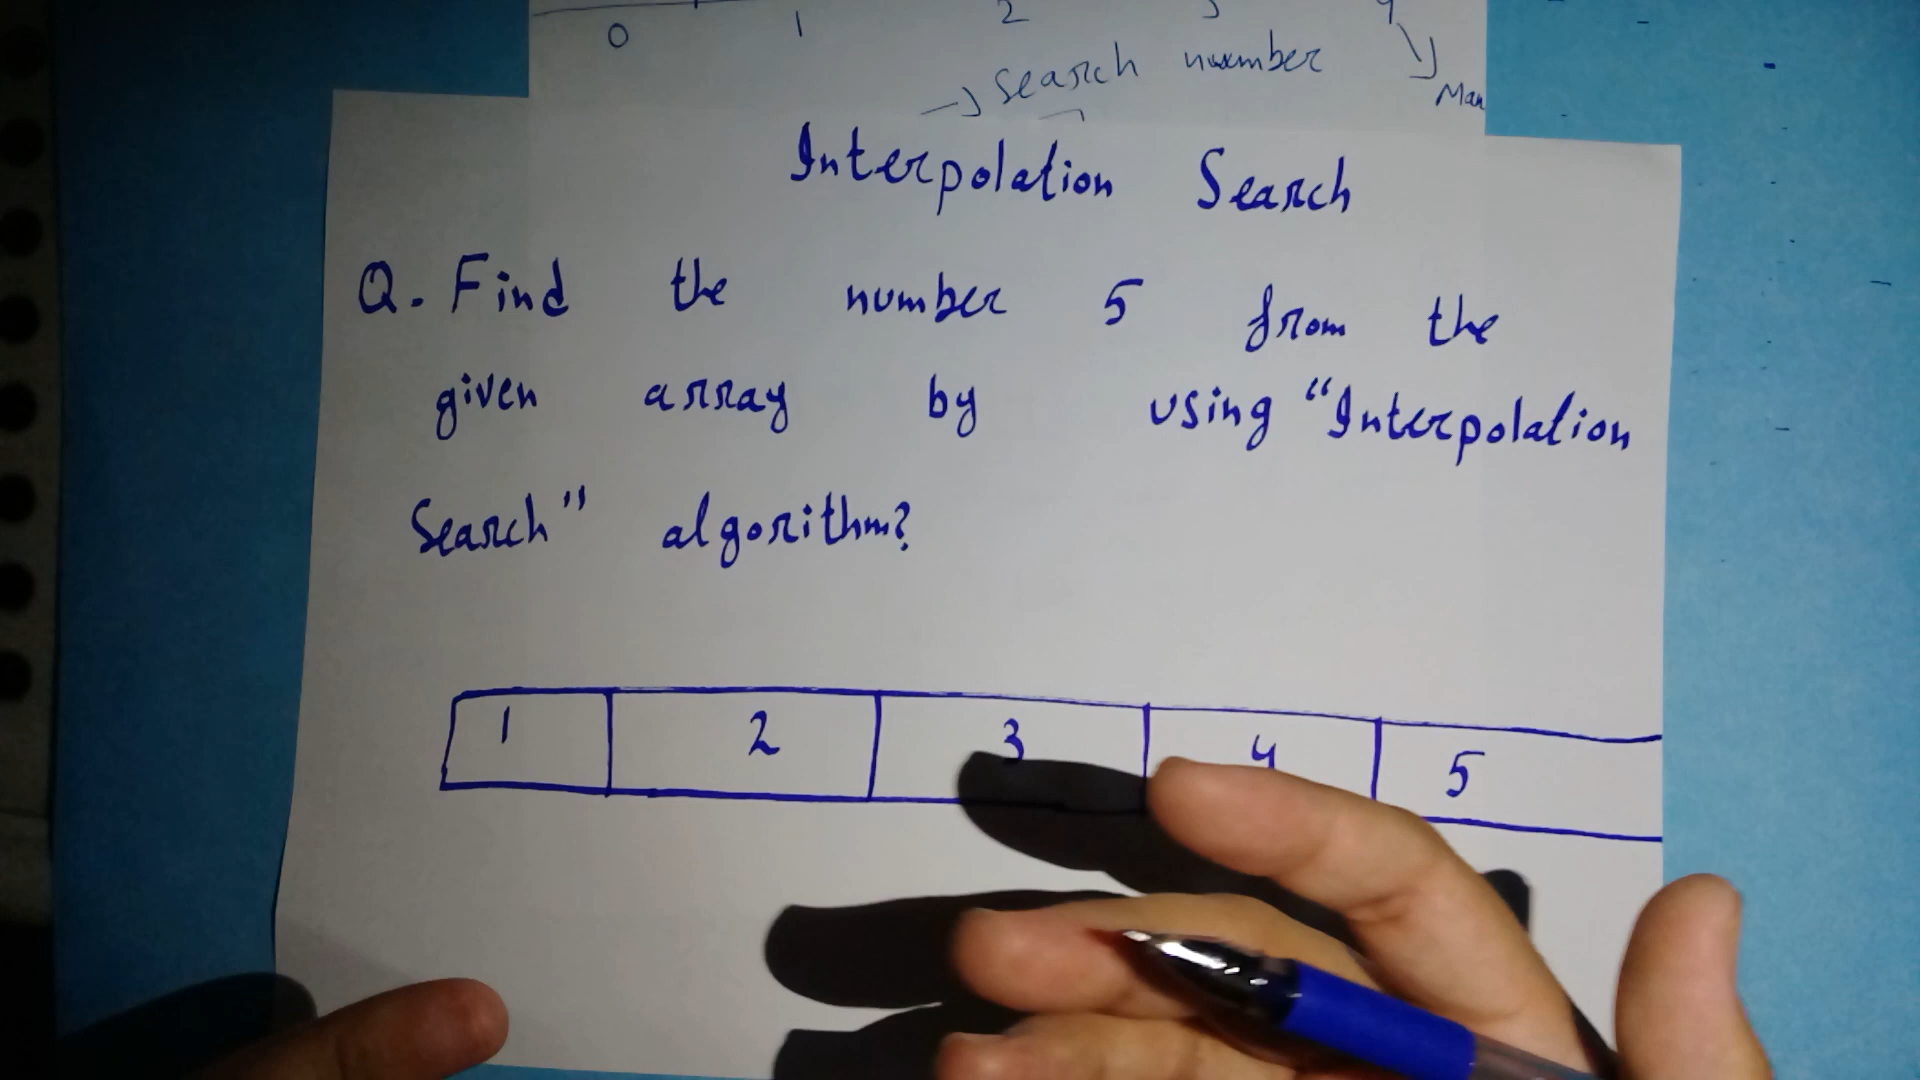 0 1 2
→ search number
Interpolation Search
Q. Find the number 5 from the
given array by using "Interpolation
Search" algorithm?
1 2 3 4 5